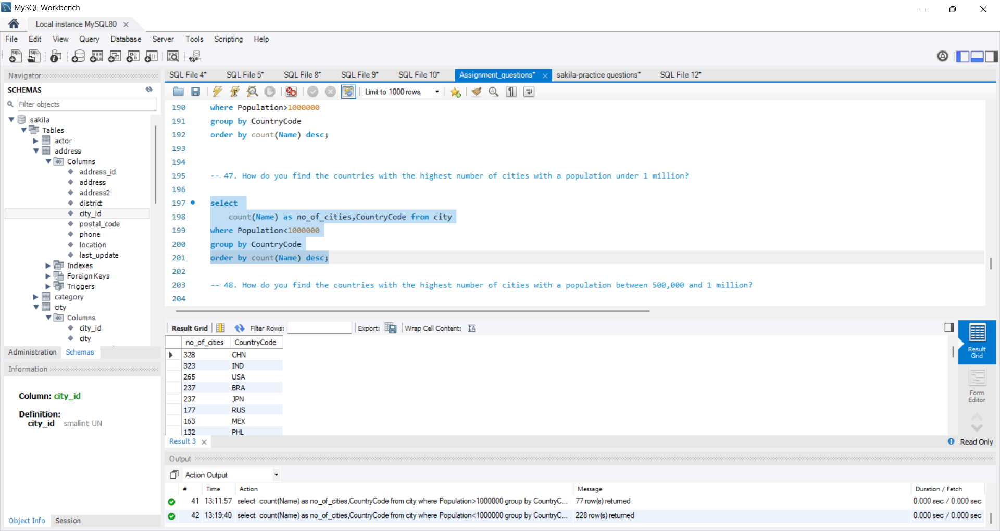 MySQL Workbench
Local instance MySQL80
File Edit View Query Database Server Tools Scripting Help
Navigator
SCHEMAS
Filter objects
sakila
Tables
actor
address
Columns
address_id
address
address2
district
city_id
postal_code
phone
location
last_update
Indexes
Foreign Keys
Triggers
category
city
Columns
city_id
city
Administration Schemas
Information
Column: city_id
Definition:
city_id smallint UN
Object Info Session
SQL File 4* SQL File 5* SQL File 8* SQL File 9* SQL File 10* Assignment_questions* sakila-practice questions* SQL File 12*
Limit to 1000 rows
190 where Population>1000000
191 group by CountryCode
192 order by count(Name) desc;
193
194
195 -- 47. How do you find the countries with the highest number of cities with a population under 1 million?
196
197 select
198 count(Name) as no_of_cities,CountryCode from city
199 where Population<1000000
200 group by CountryCode
201 order by count(Name) desc;
202
203 -- 48. How do you find the countries with the highest number of cities with a population between 500,000 and 1 million?
204
Result Grid Filter Rows: Export: Wrap Cell Content:
no_of_cities CountryCode
328 CHN
323 IND
265 USA
237 BRA
237 JPN
177 RUS
163 MEX
132 PHL
Result Grid
Form Editor
Result 3
Read Only
Output
Action Output
# Time Action Message Duration / Fetch
41 13:11:57 select count(Name) as no_of_cities,CountryCode from city where Population>1000000 group by CountryC... 77 row(s) returned 0.000 sec / 0.000 sec
42 13:19:40 select count(Name) as no_of_cities,CountryCode from city where Population<1000000 group by CountryC... 228 row(s) returned 0.000 sec / 0.000 sec